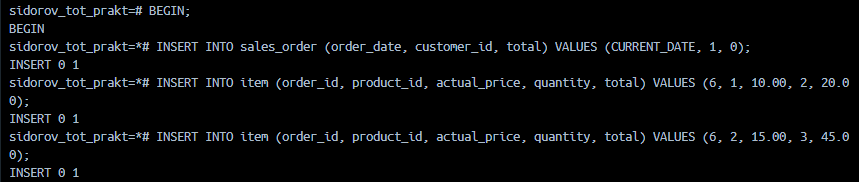 sidorov_tot_prakt=# BEGIN;
BEGIN
sidorov_tot_prakt=*# INSERT INTO sales_order (order_date, customer_id, total) VALUES (CURRENT_DATE, 1, 0);
INSERT 0 1
sidorov_tot_prakt=*# INSERT INTO item (order_id, product_id, actual_price, quantity, total) VALUES (6, 1, 10.00, 2, 20.0
0);
INSERT 0 1
sidorov_tot_prakt=*# INSERT INTO item (order_id, product_id, actual_price, quantity, total) VALUES (6, 2, 15.00, 3, 45.0
0);
INSERT 0 1